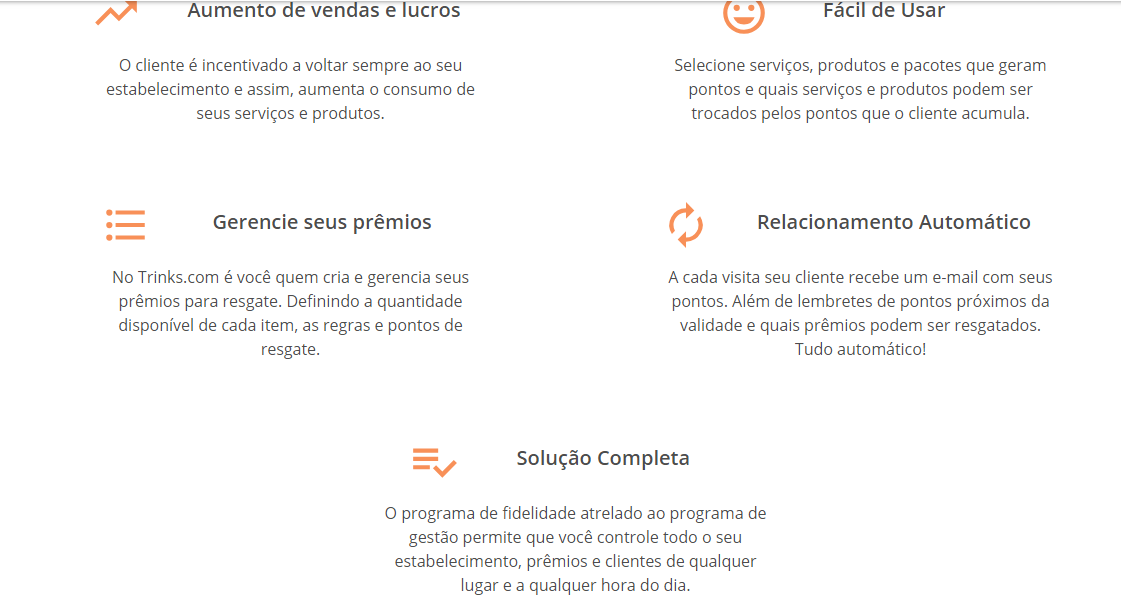 Aumento de vendas e lucros
O cliente é incentivado a voltar sempre ao seu
estabelecimento e assim, aumenta o consumo de
seus serviços e produtos.
Fácil de Usar
Selecione serviços, produtos e pacotes que geram
pontos e quais serviços e produtos podem ser
trocados pelos pontos que o cliente acumula.
Gerencie seus prêmios
No Trinks.com é você quem cria e gerencia seus
prêmios para resgate. Definindo a quantidade
disponível de cada item, as regras e pontos de
resgate.
Relacionamento Automático
A cada visita seu cliente recebe um e-mail com seus
pontos. Além de lembretes de pontos próximos da
validade e quais prêmios podem ser resgatados.
Tudo automático!
Solução Completa
O programa de fidelidade atrelado ao programa de
gestão permite que você controle todo o seu
estabelecimento, prêmios e clientes de qualquer
lugar e a qualquer hora do dia.